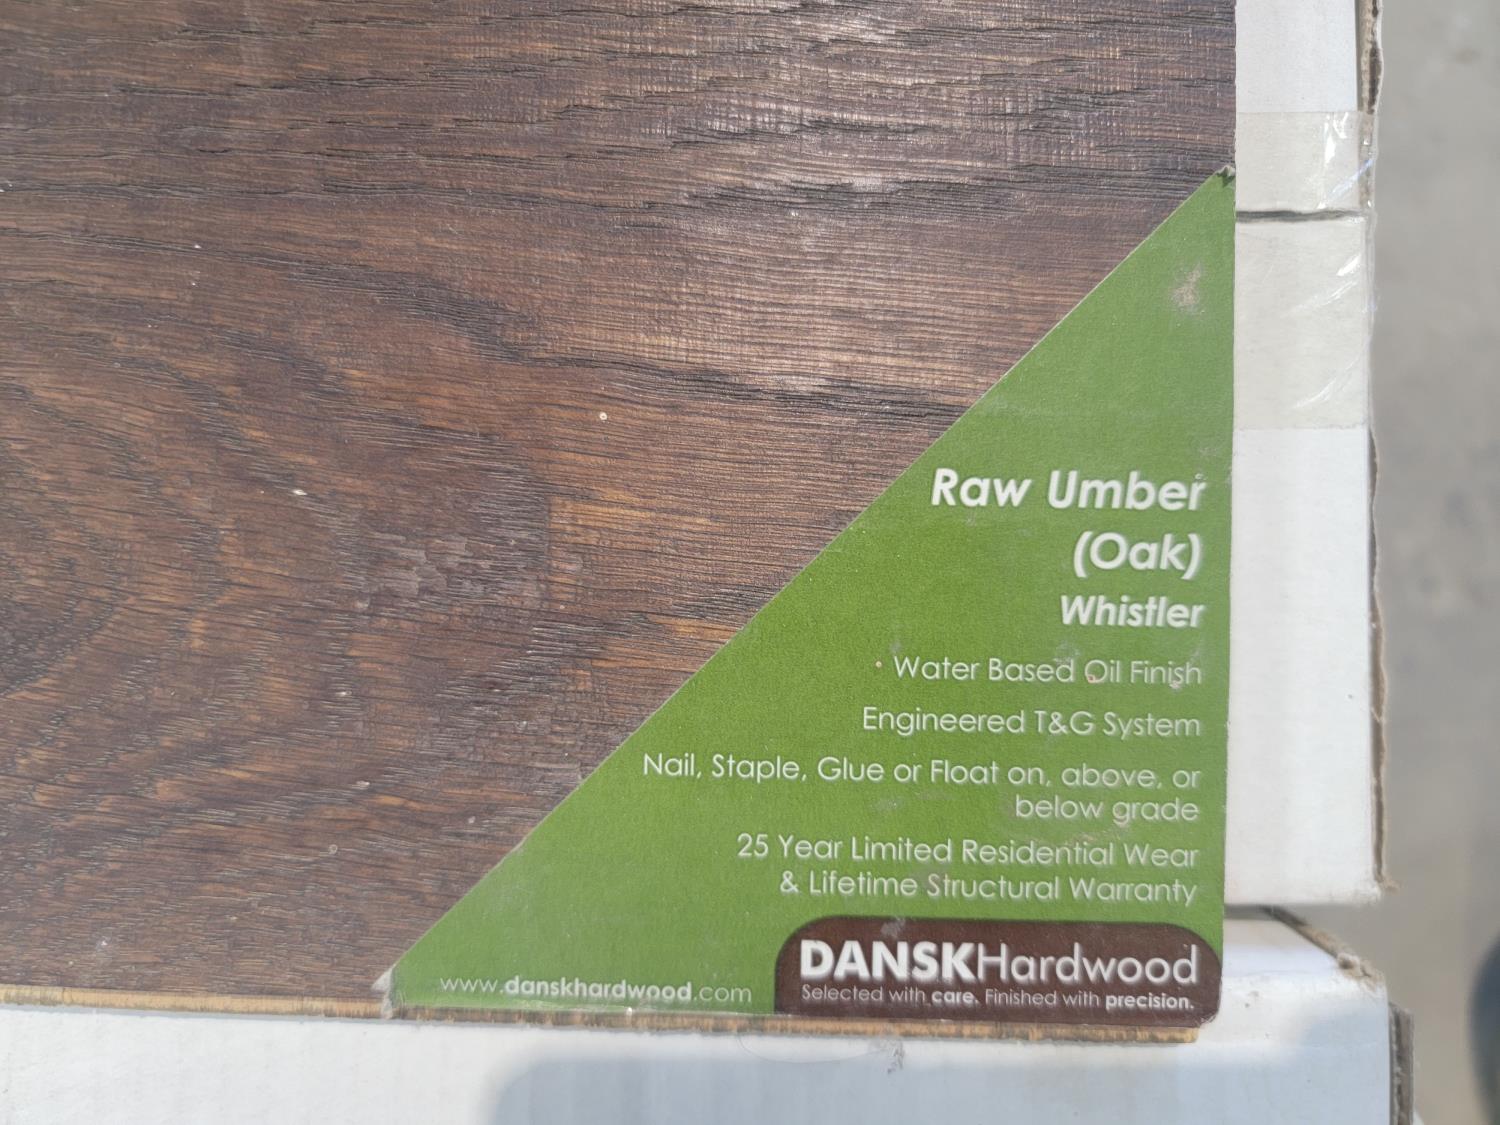 Raw Umber
(Oak)
Whistler
Water Based Oil Finish
Engineered T&G System
Nail, Staple, Glue or Float on, above, or
below grade
25 Year Limited Residential Wear
& Lifetime Structural Warranty
DANSKHardwood
Selected with care. Finished with precision.
www.danskhardwood.com